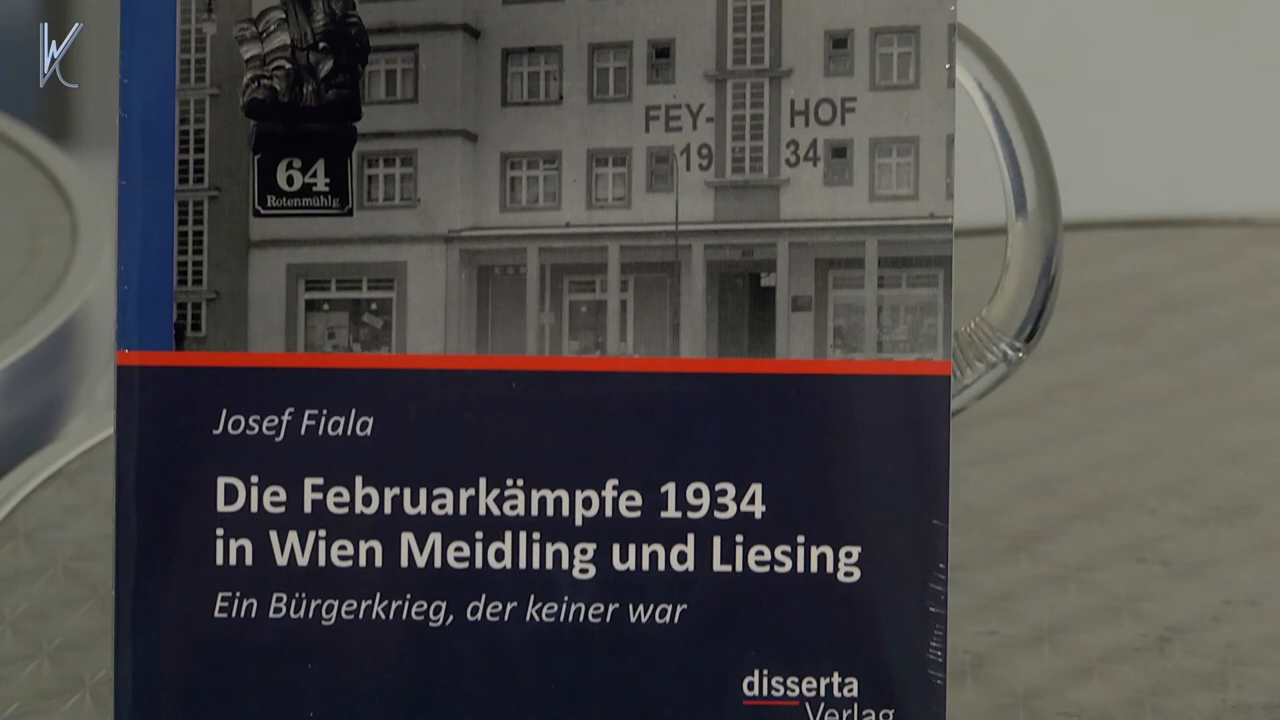 FEY- HOF
19 34
64
Rotenmühlg.
Josef Fiala
Die Februarkämpfe 1934
in Wien Meidling und Liesing
Ein Bürgerkrieg, der keiner war
disserta
Verlag